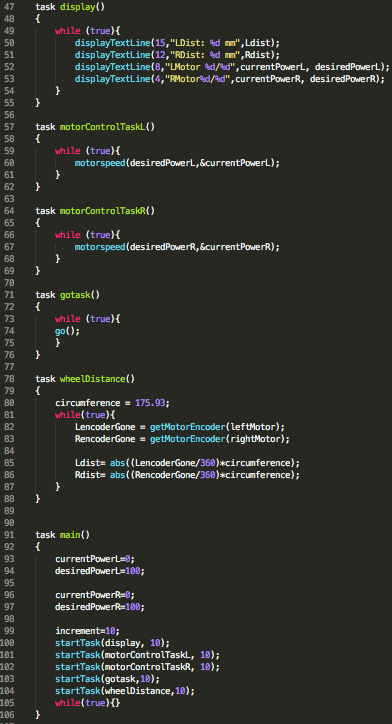 47 task display()
48 {
49 while (true){
50 displayTextLine(15,"LDist: %d mm",Ldist);
51 displayTextLine(12,"RDist: %d mm",Rdist);
52 displayTextLine(8,"LMotor %d/%d",currentPowerL, desiredPowerL);
53 displayTextLine(4,"RMotor%d/%d",currentPowerR, desiredPowerR);
54 }
55 }
56
57 task motorControlTaskL()
58 {
59 while (true){
60 motorspeed(desiredPowerL,&currentPowerL);
61 }
62 }
63
64 task motorControlTaskR()
65 {
66 while (true){
67 motorspeed(desiredPowerR,&currentPowerR);
68 }
69 }
70
71 task gotask()
72 {
73 while (true){
74 go();
75 }
76 }
77
78 task wheelDistance()
79 {
80 circumference = 175.93;
81 while(true){
82 LencoderGone = getMotorEncoder(leftMotor);
83 RencoderGone = getMotorEncoder(rightMotor);
84
85 Ldist= abs((LencoderGone/360)*circumference);
86 Rdist= abs((RencoderGone/360)*circumference);
87 }
88 }
89
90
91 task main()
92 {
93 currentPowerL=0;
94 desiredPowerL=100;
95
96 currentPowerR=0;
97 desiredPowerR=100;
98
99 increment=10;
100 startTask(display, 10);
101 startTask(motorControlTaskL, 10);
102 startTask(motorControlTaskR, 10);
103 startTask(gotask,10);
104 startTask(wheelDistance,10);
105 while(true){}
106 }